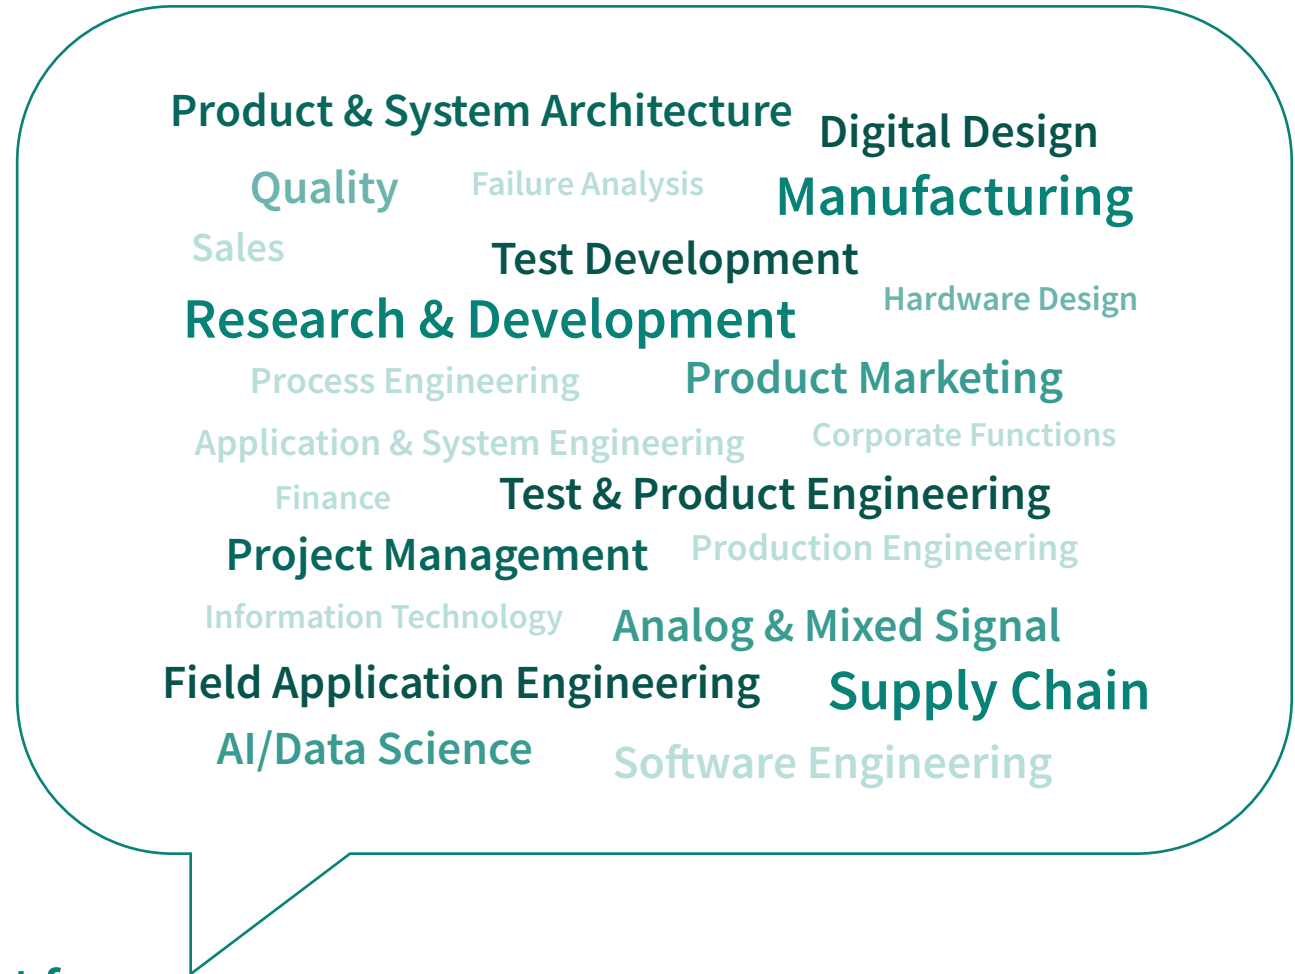 Product & System Architecture
Digital Design
Quality
Failure Analysis
Manufacturing
Sales
Test Development
Hardware Design
Research & Development
Process Engineering
Product Marketing
Application & System Engineering
Corporate Functions
Finance
Test & Product Engineering
Project Management
Production Engineering
Information Technology
Analog & Mixed Signal
Field Application Engineering
Supply Chain
AI/Data Science
Software Engineering